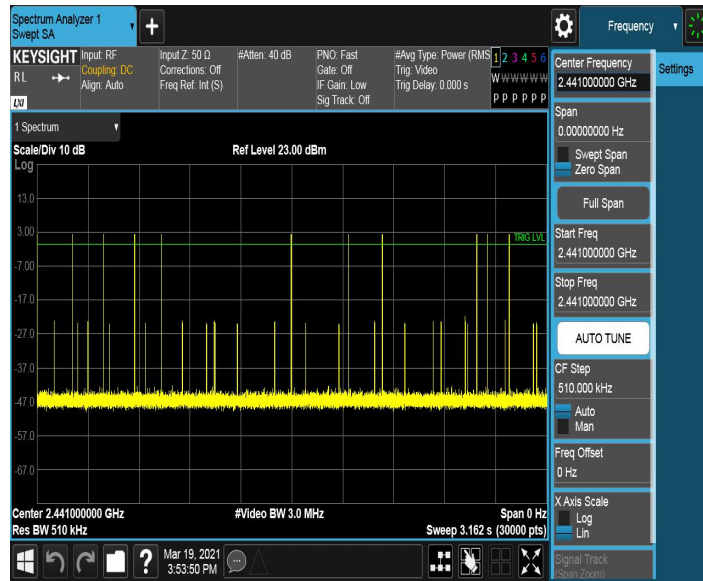 Spectrum Analyzer 1
Swept SA
Frequency
KEYSIGHT
RL
LXI
Input: RF
Coupling: DC
Align: Auto
Input Z: 50 Ω
Corrections: Off
Freq Ref: Int (S)
#Atten: 40 dB
PNO: Fast
Gate: Off
IF Gain: Low
Sig Track: Off
#Avg Type: Power (RMS
Trig: Video
Trig Delay: 0.000 s
1 2 3 4 5 6
W W W W W W
P P P P P P
Center Frequency
2.441000000 GHz
Settings
Span
0.00000000 Hz
Swept Span
Zero Span
Full Span
Start Freq
2.441000000 GHz
Stop Freq
2.441000000 GHz
AUTO TUNE
CF Step
510.000 kHz
Auto
Man
Freq Offset
0 Hz
X Axis Scale
Log
Lin
Signal Track
(Span Zoom)
1 Spectrum
Scale/Div 10 dB
Ref Level 23.00 dBm
Log
13.0
3.00
TRIG LVL
-7.00
-17.0
-27.0
-37.0
-47.0
-57.0
-67.0
Center 2.441000000 GHz
#Video BW 3.0 MHz
Span 0 Hz
Res BW 510 kHz
Sweep 3.162 s (30000 pts)
?
Mar 19, 2021
3:53:50 PM